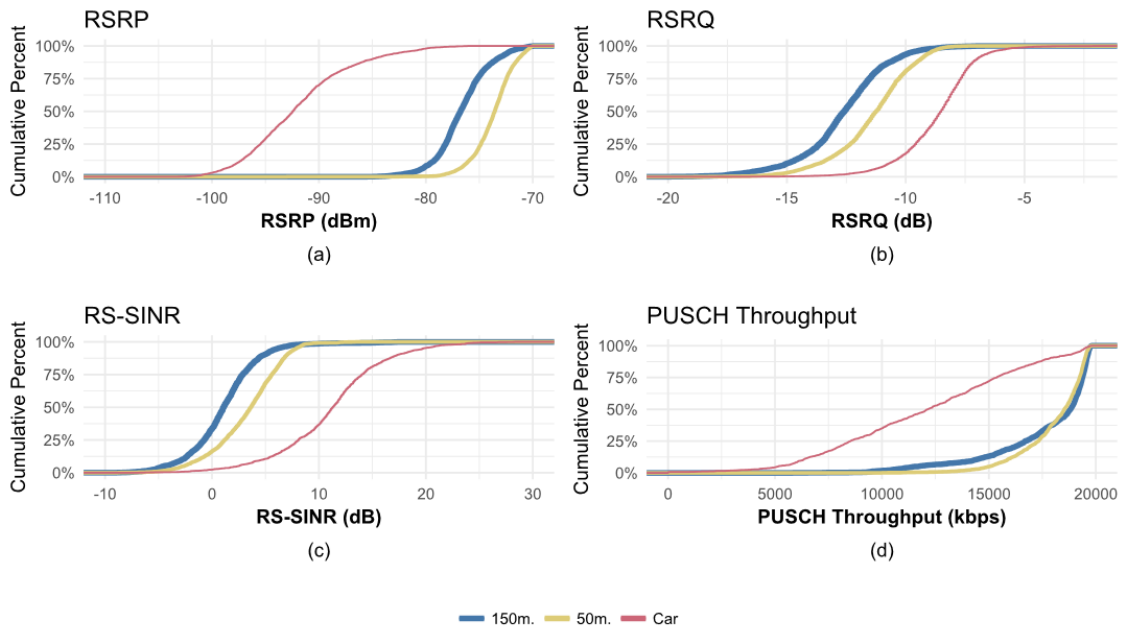 RSRP
Cumulative Percent
100%
75%
50%
25%
0%
-110 -100 -90 -80 -70
RSRP (dBm)
(a)
RSRQ
Cumulative Percent
100%
75%
50%
25%
0%
-20 -15 -10 -5
RSRQ (dB)
(b)
RS-SINR
Cumulative Percent
100%
75%
50%
25%
0%
-10 0 10 20 30
RS-SINR (dB)
(c)
PUSCH Throughput
Cumulative Percent
100%
75%
50%
25%
0%
0 5000 10000 15000 20000
PUSCH Throughput (kbps)
(d)
150m. 50m. Car